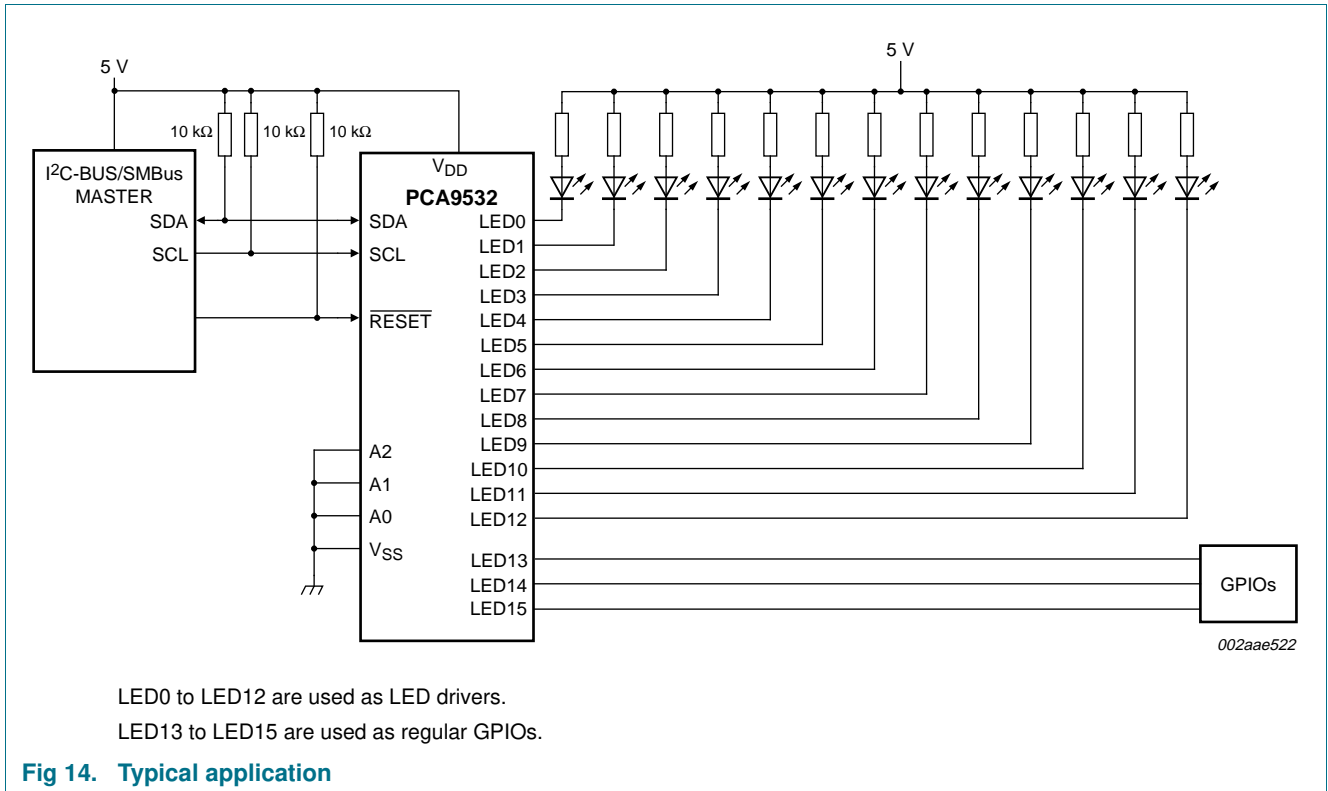 5 V
5 V
10 kΩ
10 kΩ
10 kΩ
I²C-BUS/SMBus
MASTER
SDA
SCL
V_DD
PCA9532
SDA
SCL
RESET
A2
A1
A0
V_SS
LED0
LED1
LED2
LED3
LED4
LED5
LED6
LED7
LED8
LED9
LED10
LED11
LED12
LED13
LED14
LED15
GPIOs
002aae522
LED0 to LED12 are used as LED drivers.
LED13 to LED15 are used as regular GPIOs.
Fig 14. Typical application